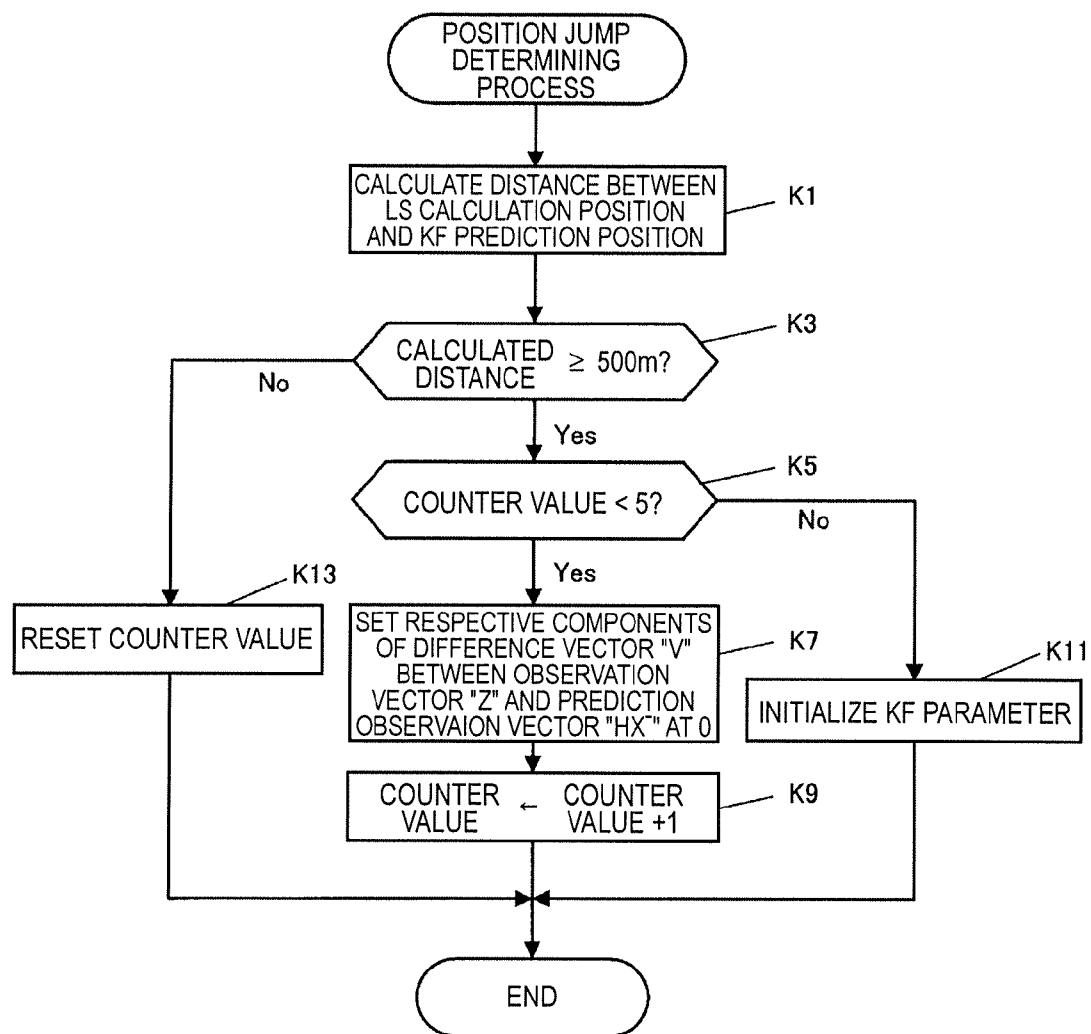 POSITION JUMP
DETERMINING
PROCESS
CALCULATE DISTANCE BETWEEN
LS CALCULATION POSITION
AND KF PREDICTION POSITION
K1
K3
CALCULATED
DISTANCE ≥ 500m?
No
Yes
K5
COUNTER VALUE < 5?
No
Yes
K13
RESET COUNTER VALUE
SET RESPECTIVE COMPONENTS
OF DIFFERENCE VECTOR "V"
BETWEEN OBSERVATION
VECTOR "Z" AND PREDICTION
OBSERVAION VECTOR "HX⁻" AT 0
K7
K11
INITIALIZE KF PARAMETER
COUNTER ← COUNTER
VALUE VALUE +1
K9
END